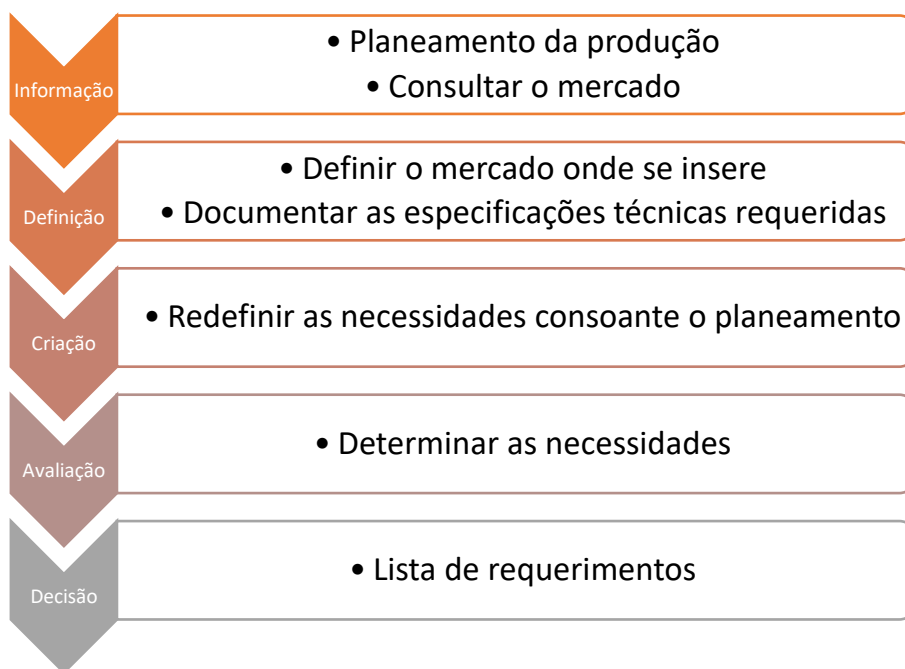 Informação
• Planeamento da produção
• Consultar o mercado
Definição
• Definir o mercado onde se insere
• Documentar as especificações técnicas requeridas
Criação
• Redefinir as necessidades consoante o planeamento
Avaliação
• Determinar as necessidades
Decisão
• Lista de requerimentos